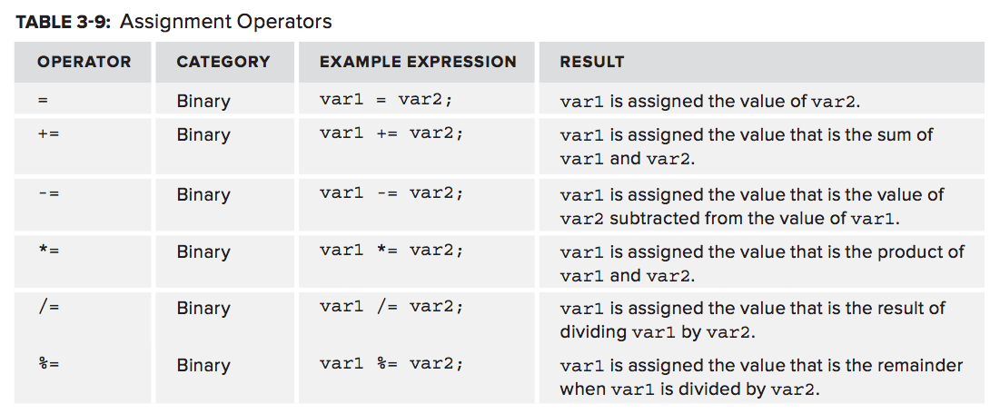 TABLE 3-9: Assignment Operators
OPERATOR CATEGORY EXAMPLE EXPRESSION RESULT
= Binary var1 = var2; var1 is assigned the value of var2.
+= Binary var1 += var2; var1 is assigned the value that is the sum of
var1 and var2.
-= Binary var1 -= var2; var1 is assigned the value that is the value of
var2 subtracted from the value of var1.
*= Binary var1 *= var2; var1 is assigned the value that is the product of
var1 and var2.
/= Binary var1 /= var2; var1 is assigned the value that is the result of
dividing var1 by var2.
%= Binary var1 %= var2; var1 is assigned the value that is the remainder
when var1 is divided by var2.